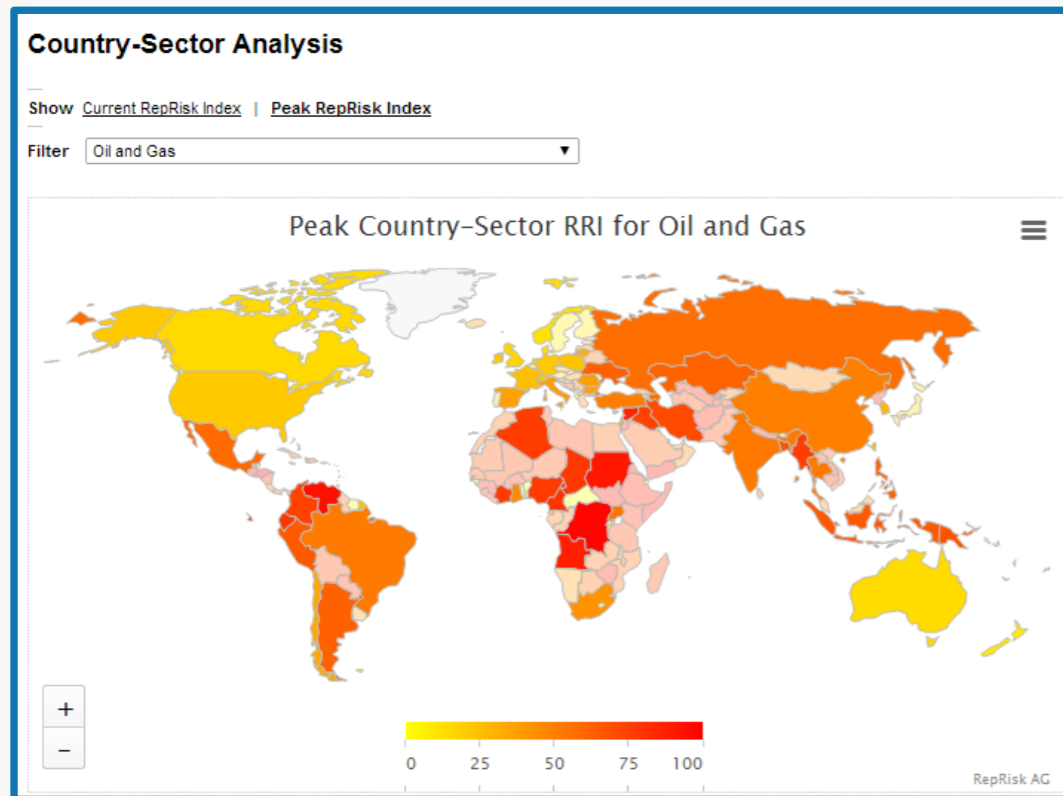 Country-Sector Analysis
Show Current RepRisk Index | Peak RepRisk Index
Filter Oil and Gas
Peak Country-Sector RRI for Oil and Gas
+
−
0 25 50 75 100
RepRisk AG